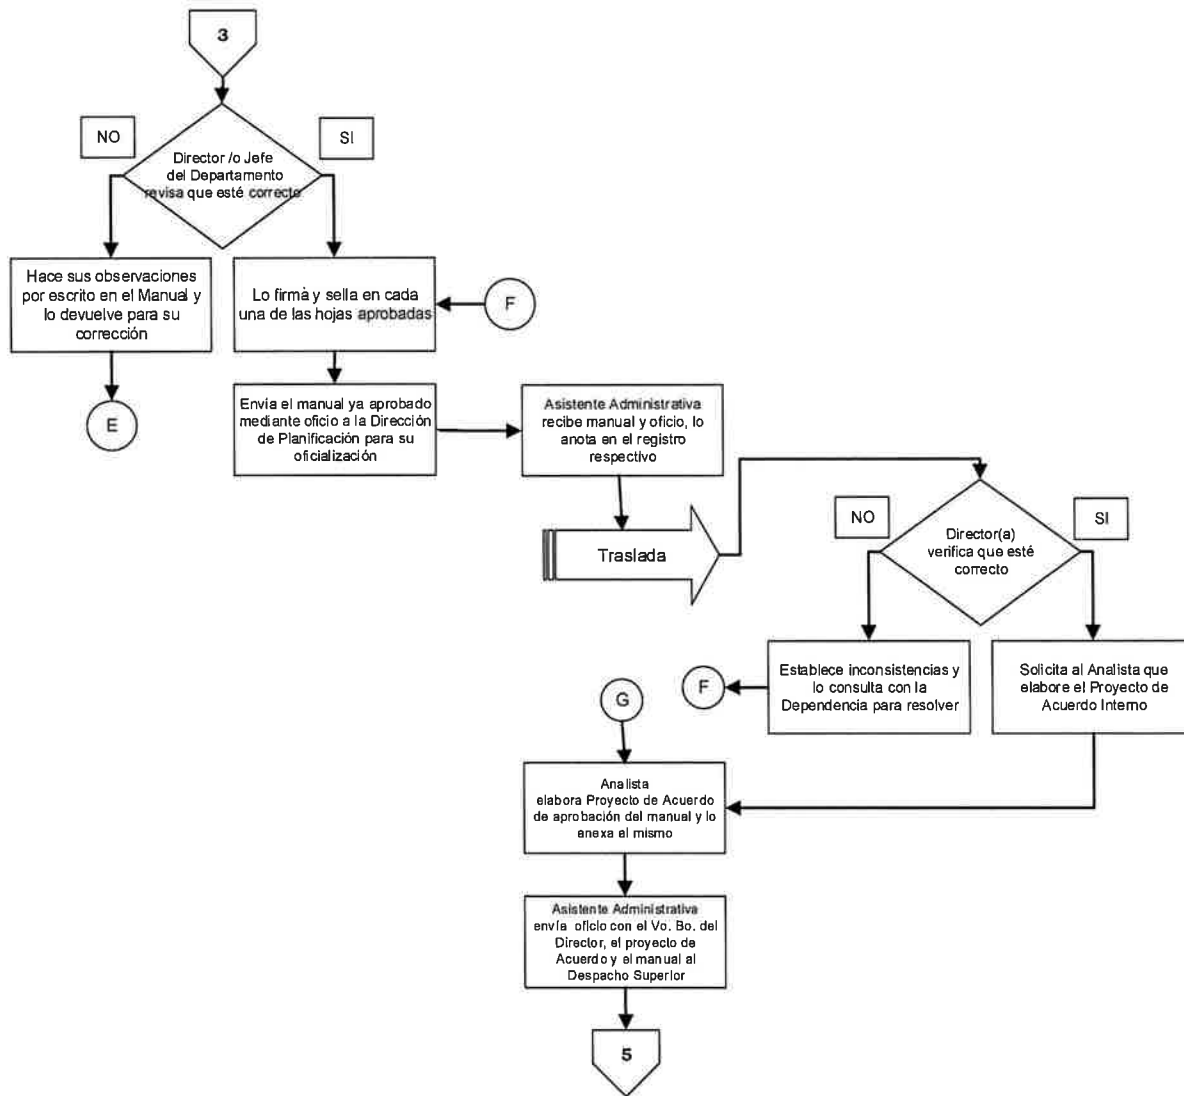 3
NO
SI
Director /o Jefe
del Departamento
revisa que esté correcto
Hace sus observaciones
por escrito en el Manual y
lo devuelve para su
corrección
Lo firma y sella en cada
una de las hojas aprobadas
F
E
Envia el manual ya aprobado
mediante oficio a la Dirección
de Planificación para su
oficialización
Asistente Administrativa
recibe manual y oficio, lo
anota en el registro
respectivo
Traslada
NO
SI
Director(a)
verifica que esté
correcto
Establece inconsistencias y
lo consulta con la
Dependencia para resolver
Solicita al Analista que
elabore el Proyecto de
Acuerdo Interno
F
G
Analista
elabora Proyecto de Acuerdo
de aprobación del manual y lo
anexa el mismo
Asistente Administrativa
envía oficio con el Vo. Bo. del
Director, el proyecto de
Acuerdo y el manual al
Despacho Superior
5